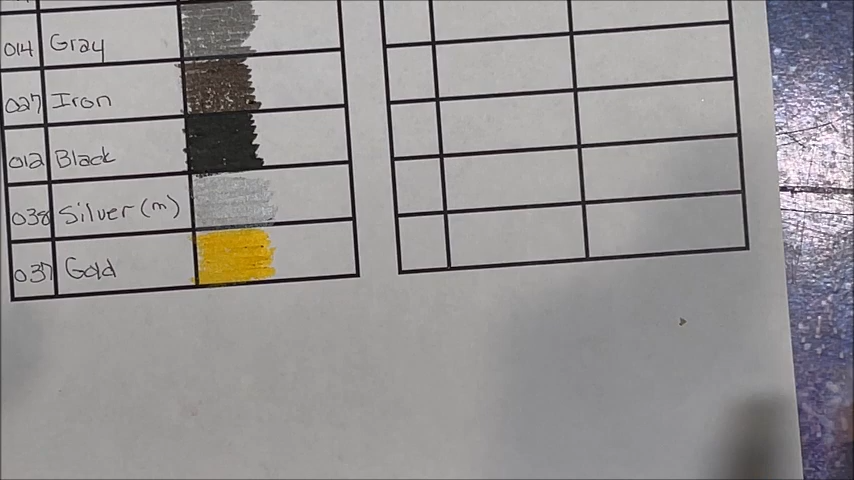 014 Gray
027 Iron
012 Black
038 Silver (m)
037 Gold